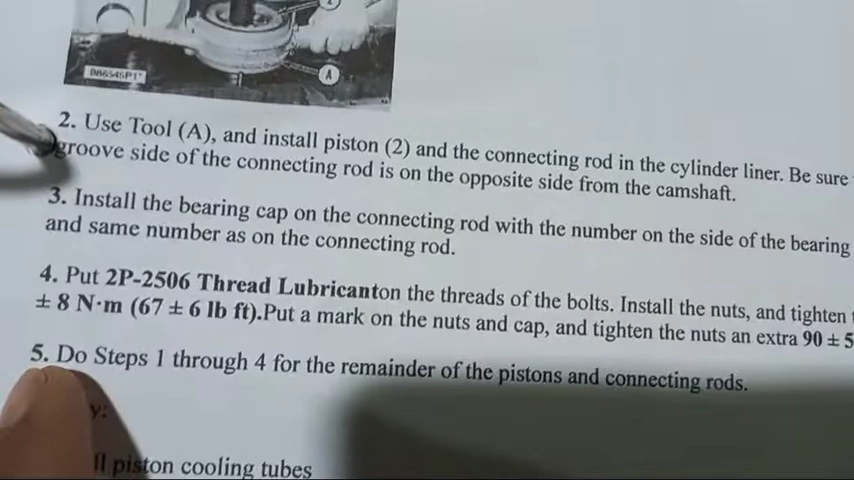 B66545P1
A
2. Use Tool (A), and install piston (2) and the connecting rod in the cylinder liner. Be sure
groove side of the connecting rod is on the opposite side from the camshaft.
3. Install the bearing cap on the connecting rod with the number on the side of the bearing
and same number as on the connecting rod.
4. Put 2P-2506 Thread Lubricanton the threads of the bolts. Install the nuts, and tighten
± 8 N·m (67 ± 6 lb ft).Put a mark on the nuts and cap, and tighten the nuts an extra 90 ± 5
5. Do Steps 1 through 4 for the remainder of the pistons and connecting rods.
y:
ll piston cooling tubes